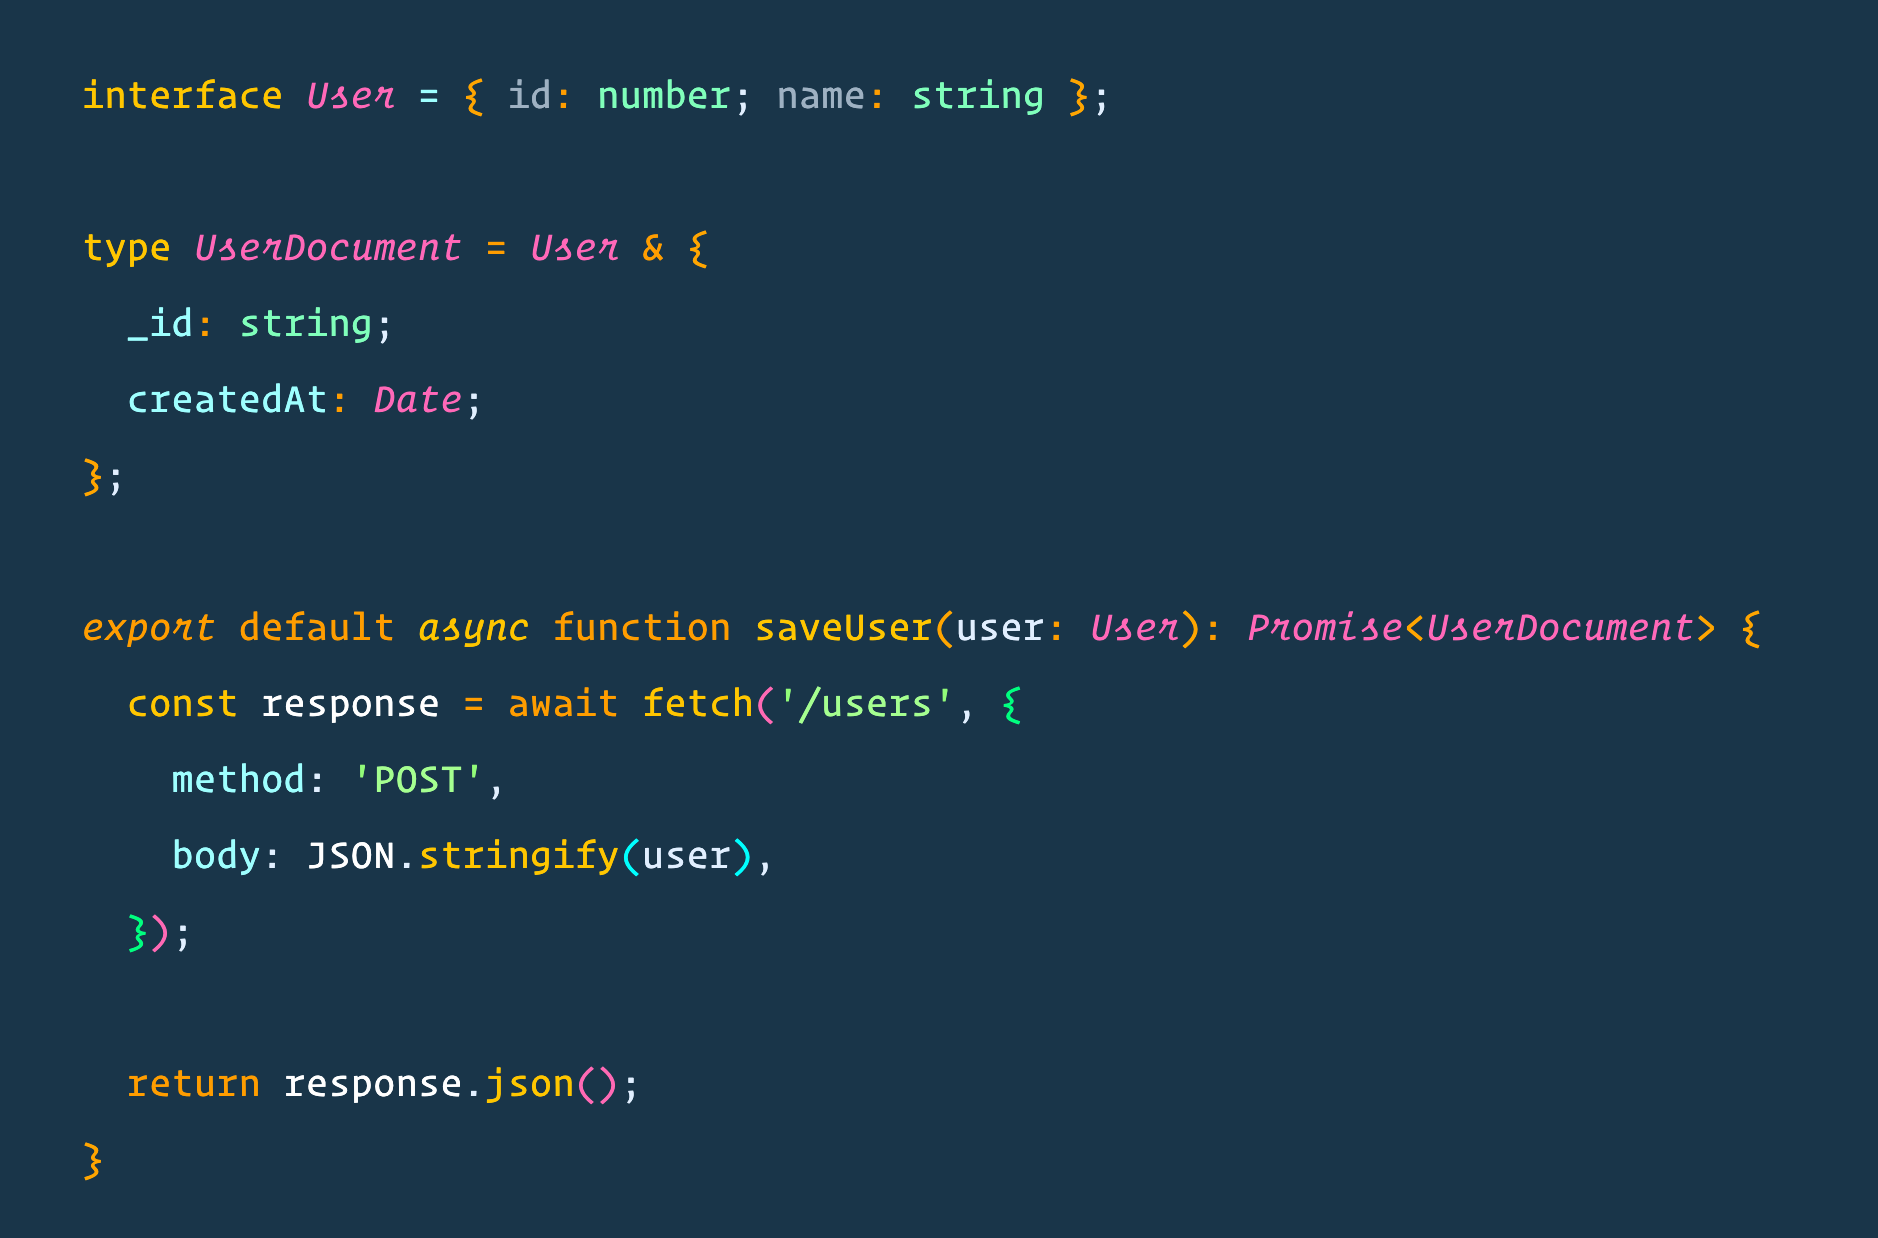 interface User = { id: number; name: string };
type UserDocument = User & {
_id: string;
createdAt: Date;
};
export default async function saveUser(user: User): Promise<UserDocument> {
const response = await fetch('/users', {
method: 'POST',
body: JSON.stringify(user),
});
return response.json();
}